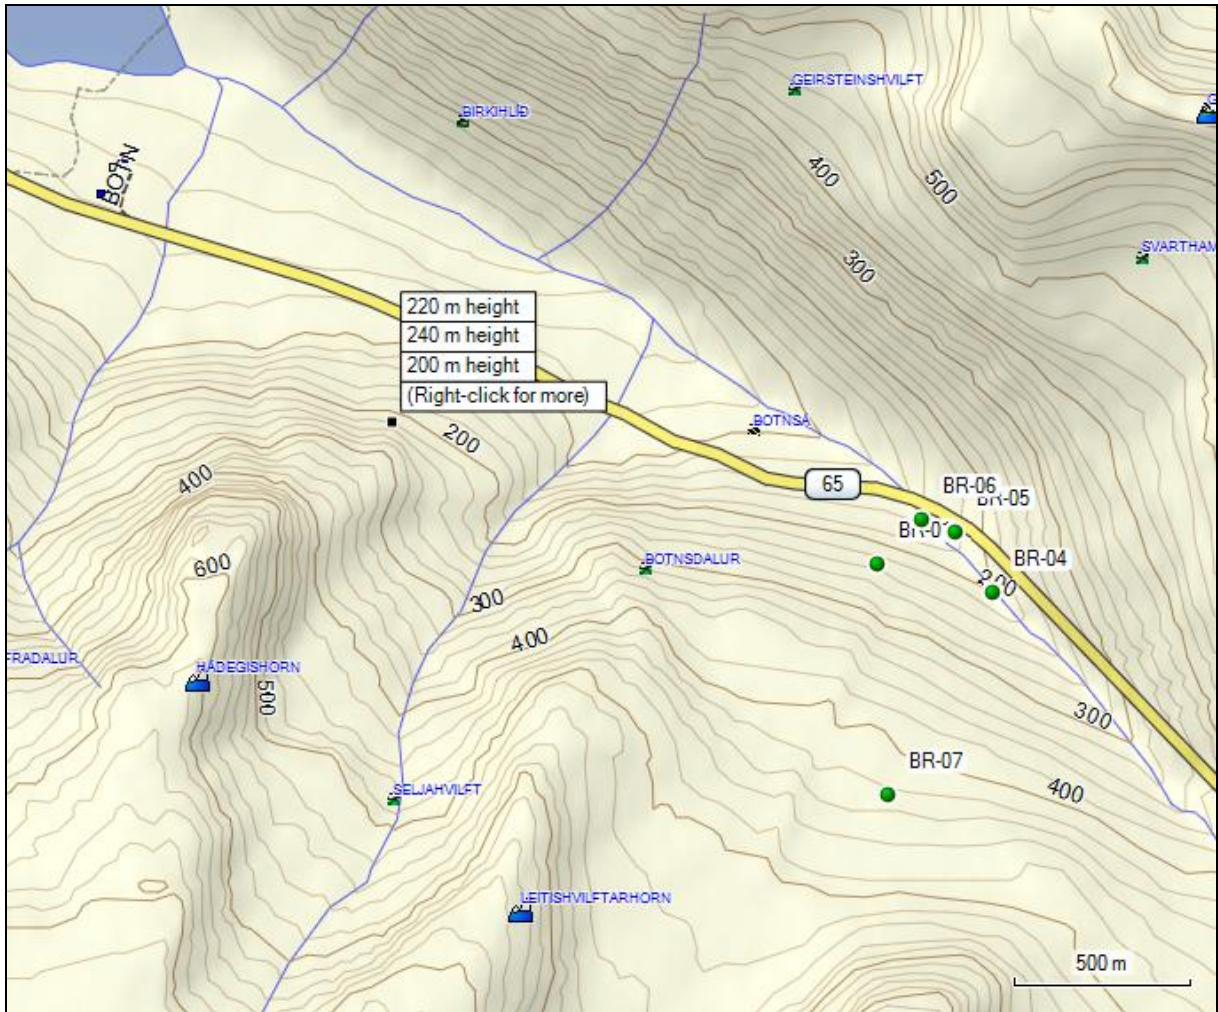 GEIRSTEINSHVILFT
BIRKIHLÍÐ
BOTN
400
500
SVARTHAM
300
220 m height
240 m height
200 m height
(Right-click for more)
BOTNSÁ
200
400
65
BR-06
BR-05
BR-04
BOTNSDALUR
200
600
300
400
FRADALUR
HÁDEGISHORN
500
300
BR-07
SELJAHVILFT
400
LEITISHVILFTARHORN
500 m